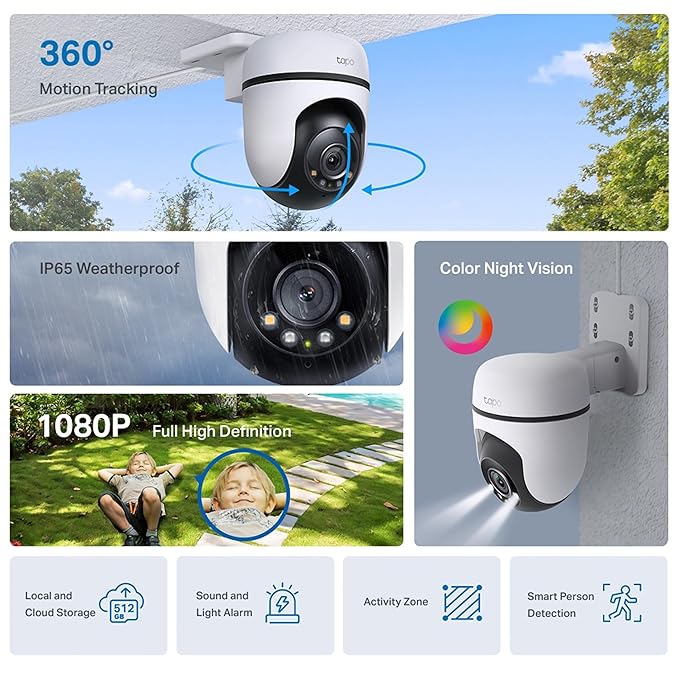 360°
Motion Tracking
tapo
IP65 Weatherproof
Color Night Vision
tapo
1080P Full High Definition
Local and
Cloud Storage
512
GB
Sound and
Light Alarm
Activity Zone
Smart Person
Detection